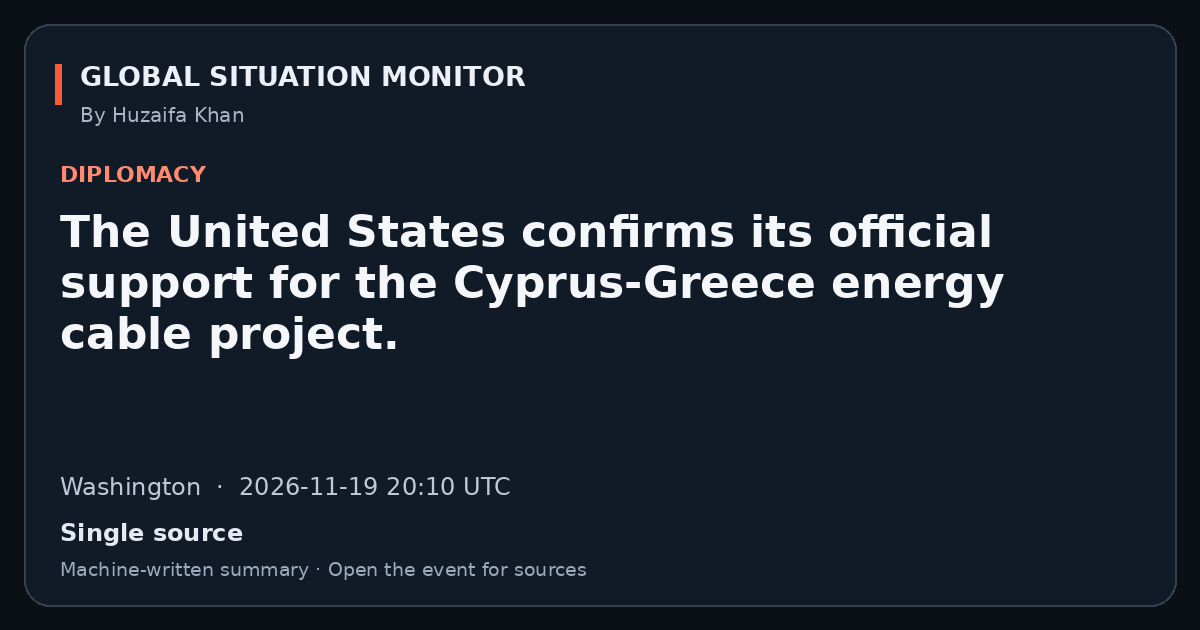 GLOBAL SITUATION MONITOR
By Huzaifa Khan
DIPLOMACY
The United States confirms its official
support for the Cyprus-Greece energy
cable project.
Washington · 2026-11-19 20:10 UTC
Single source
Machine-written summary · Open the event for sources